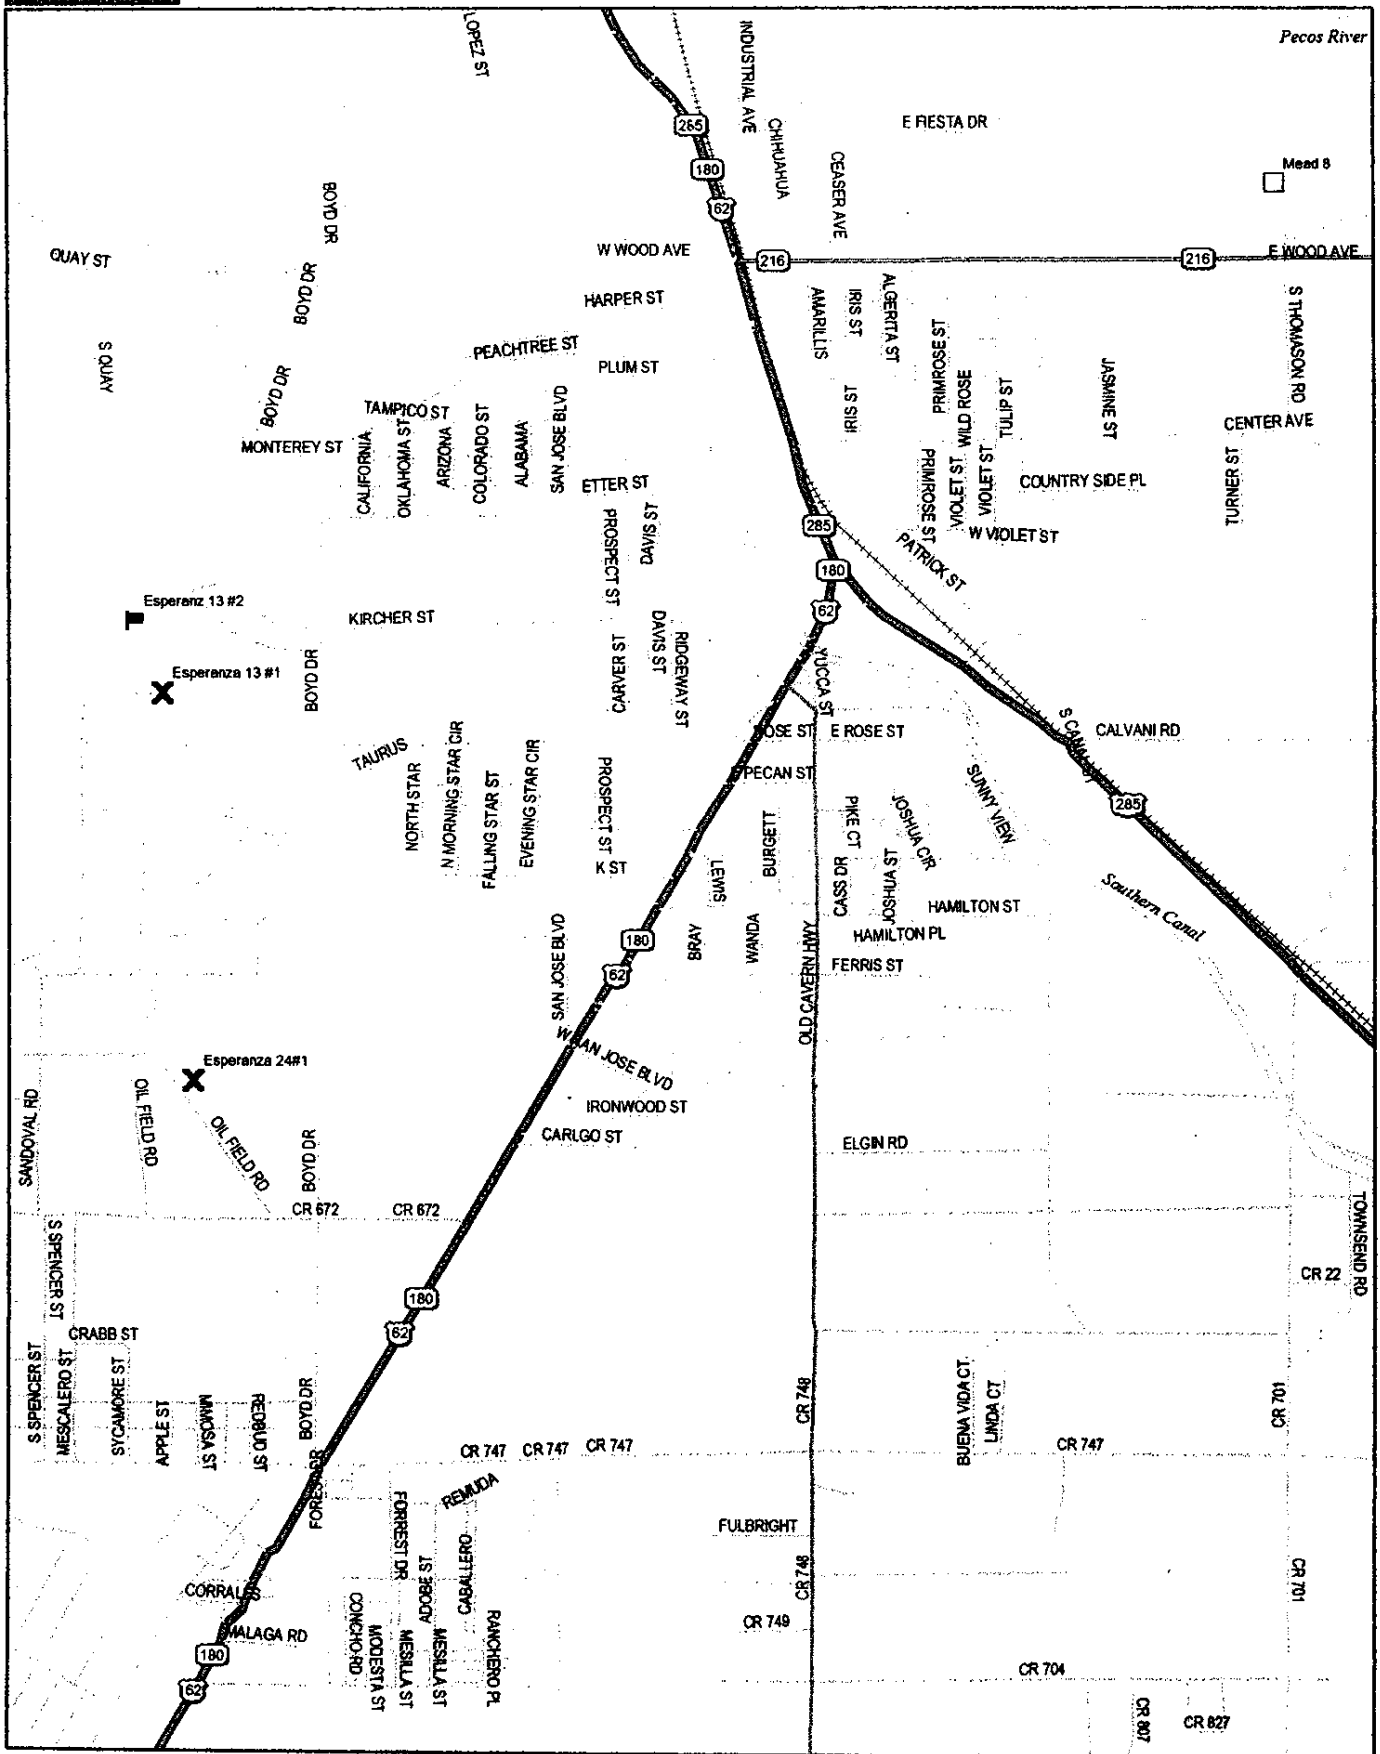 Pecos River
LOPEZ ST
INDUSTRIAL AVE
CHIHUAHUA
E FIESTA DR
285
180
62
CEASER AVE
Mead 8
BOYD DR
QUAY ST
W WOOD AVE
216
216
E WOOD AVE
BOYD DR
HARPER ST
AMARILLIS
IRIS ST
ALGERITA ST
S THOMASON RD
S QUAY
PEACHTREE ST
PLUM ST
PRIMROSE ST
WILD ROSE
TULIP ST
JASMINE ST
BOYD DR
TAMPICO ST
SAN JOSE BLVD
IRIS ST
CENTER AVE
MONTEREY ST
CALIFORNIA
OKLAHOMA ST
ARIZONA
COLORADO ST
ALABAMA
ETTER ST
PRIMROSE ST
VIOLET ST
VIOLET ST
COUNTRY SIDE PL
TURNER ST
PROSPECT ST
DAVIS ST
285
W VIOLET ST
PATRICK ST
180
62
Esperanz 13 #2
KIRCHER ST
DAVIS ST
Esperanza 13 #1
BOYD DR
CARVER ST
RIDGEWAY ST
YUCCA ST
S CANAL ST
CALVANI RD
ROSE ST
E ROSE ST
TAURUS
NORTH STAR
N MORNING STAR CIR
FALLING STAR ST
EVENING STAR CIR
PROSPECT ST
E PECAN ST
SUNNY VIEW
285
BURGETT
PIKE CT
JOSHUA CIR
K ST
LEWIS
CASS DR
JOSHUA ST
Southern Canal
HAMILTON ST
SAN JOSE BLVD
180
62
BRAY
WANDA
OLD CAVERN HWY
HAMILTON PL
FERRIS ST
W SAN JOSE BLVD
Esperanza 24#1
SANDOVAL RD
OIL FIELD RD
OIL FIELD RD
IRONWOOD ST
CARLGO ST
BOYD DR
ELGIN RD
CR 672
CR 672
TOWNSEND RD
S SPENCER ST
CR 22
180
62
CRABB ST
S SPENCER ST
MESCALERO ST
SYCAMORE ST
APPLE ST
MIMOSA ST
REDBUD ST
BOYD DR
CR 748
BUENA VIDA CT
LINDA CT
CR 701
CR 747
CR 747
CR 747
CR 747
FOREST DR
REMUDA
FORREST DR
ADOBE ST
CABALLERO
FULBRIGHT
CR 748
CR 701
CORRALES
CONCHO RD
MODESTA ST
MESILLA ST
MESILLA ST
RANCHERO PL
CR 749
MALAGA RD
180
62
CR 704
CR 807
CR 827